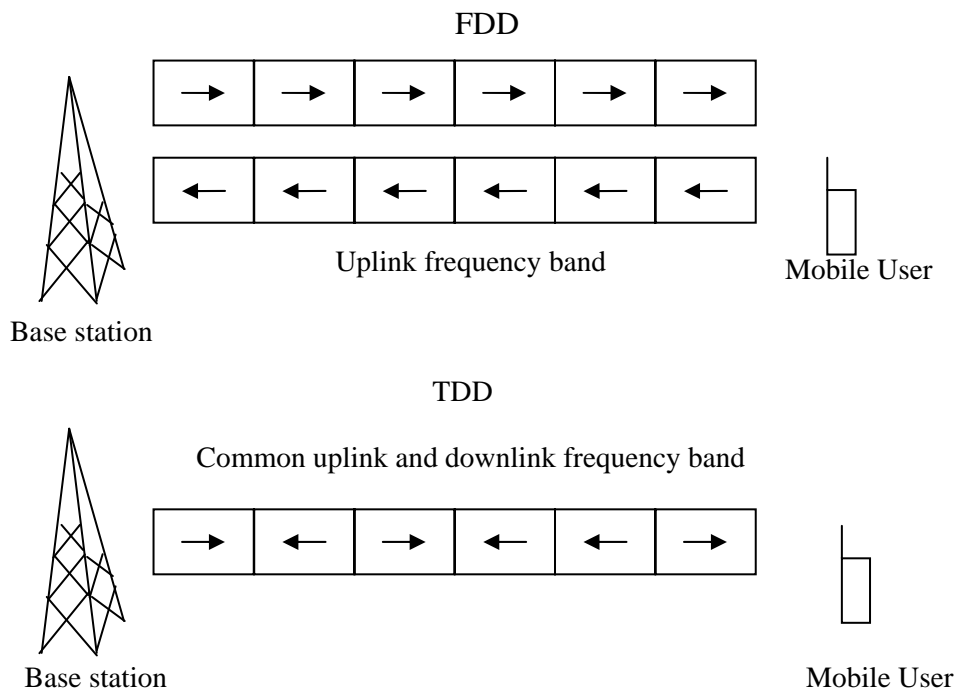 FDD
Uplink frequency band
Mobile User
Base station
TDD
Common uplink and downlink frequency band
Base station
Mobile User